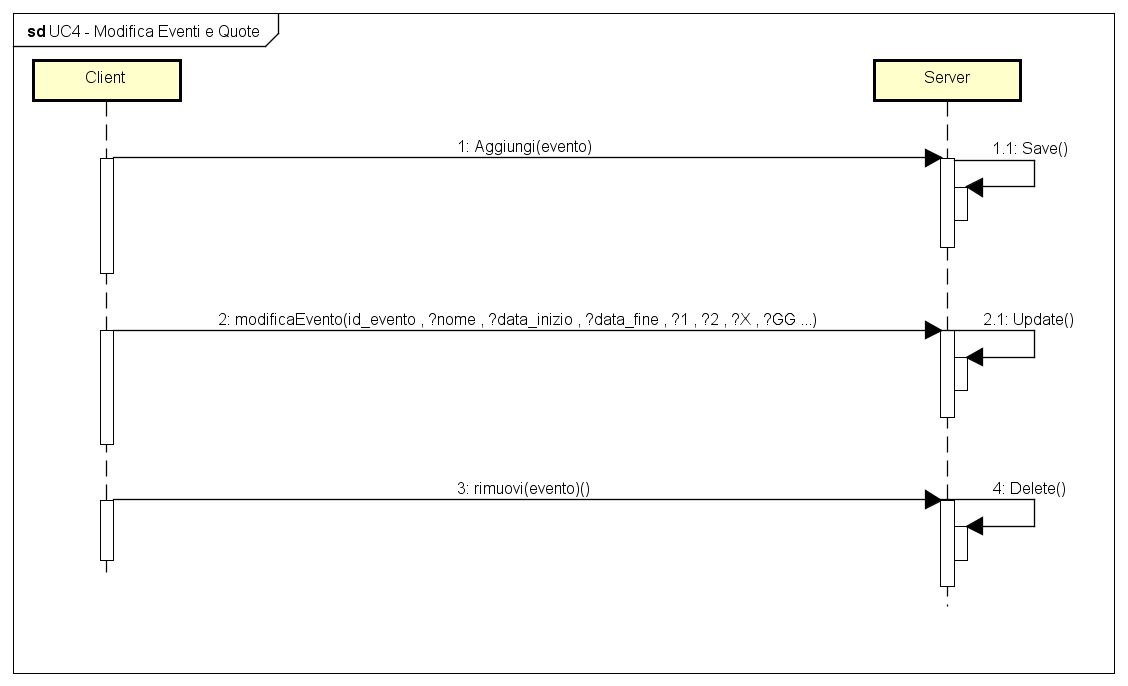 sd UC4 - Modifica Eventi e Quote
Client
Server
1: Aggiungi(evento)
1.1: Save()
2: modificaEvento(id_evento , ?nome , ?data_inizio , ?data_fine , ?1 , ?2 , ?X , ?GG ...)
2.1: Update()
3: rimuovi(evento)()
4: Delete()